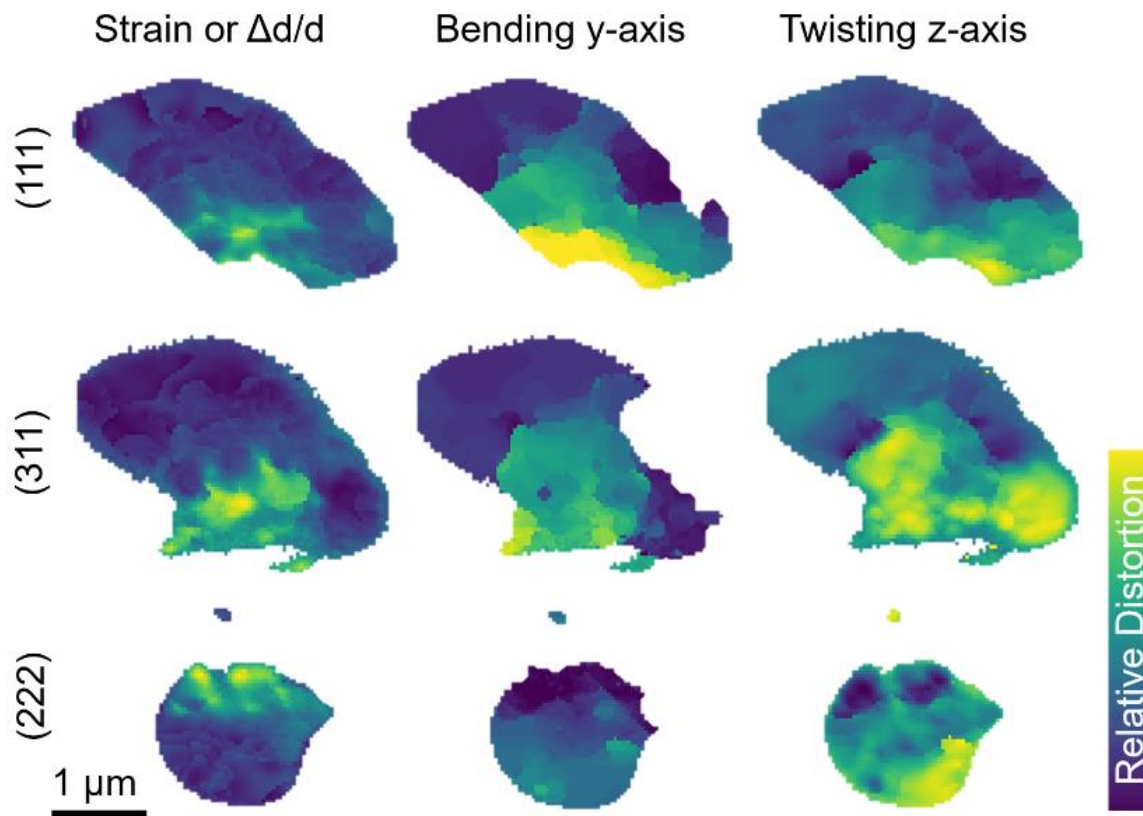 Strain or Δd/d
Bending y-axis
Twisting z-axis
(111)
(311)
(222)
1 μm
Relative Distortion